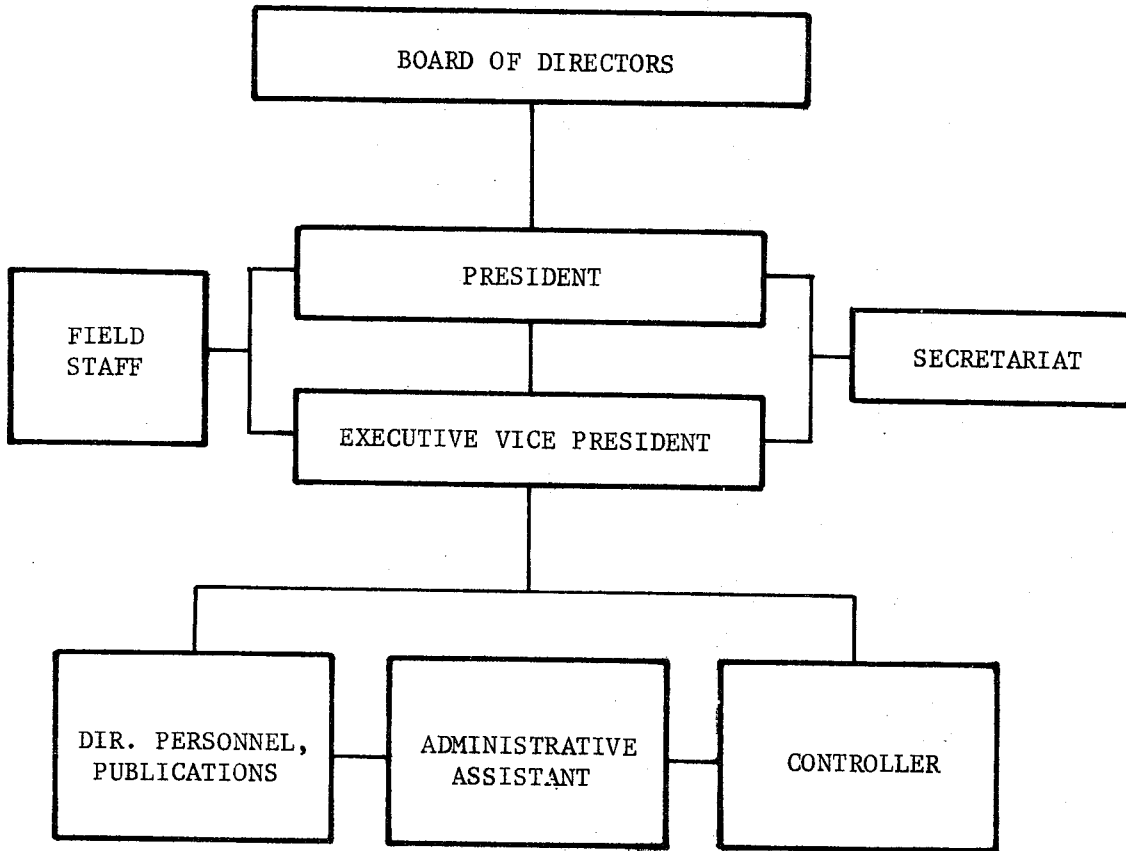 BOARD OF DIRECTORS
PRESIDENT
FIELD
STAFF
SECRETARIAT
EXECUTIVE VICE PRESIDENT
DIR. PERSONNEL,
PUBLICATIONS
ADMINISTRATIVE
ASSISTANT
CONTROLLER